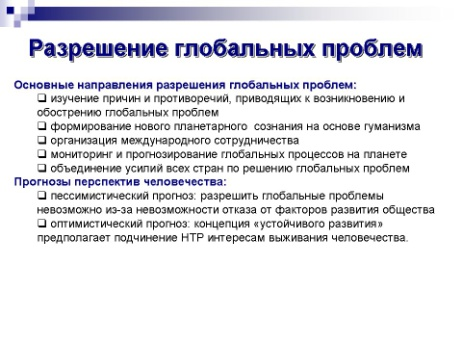 Разрешение глобальных проблем
Основные направления разрешения глобальных проблем:
❑ изучение причин и противоречий, приводящих к возникновению и
обострению глобальных проблем
❑ формирование нового планетарного сознания на основе гуманизма
❑ организация международного сотрудничества
❑ мониторинг и прогнозирование глобальных процессов на планете
❑ объединение усилий всех стран по решению глобальных проблем
Прогнозы перспектив человечества:
❑ пессимистический прогноз: разрешить глобальные проблемы
невозможно из-за невозможности отказа от факторов развития общества
❑ оптимистический прогноз: концепция «устойчивого развития»
предполагает подчинение НТР интересам выживания человечества.